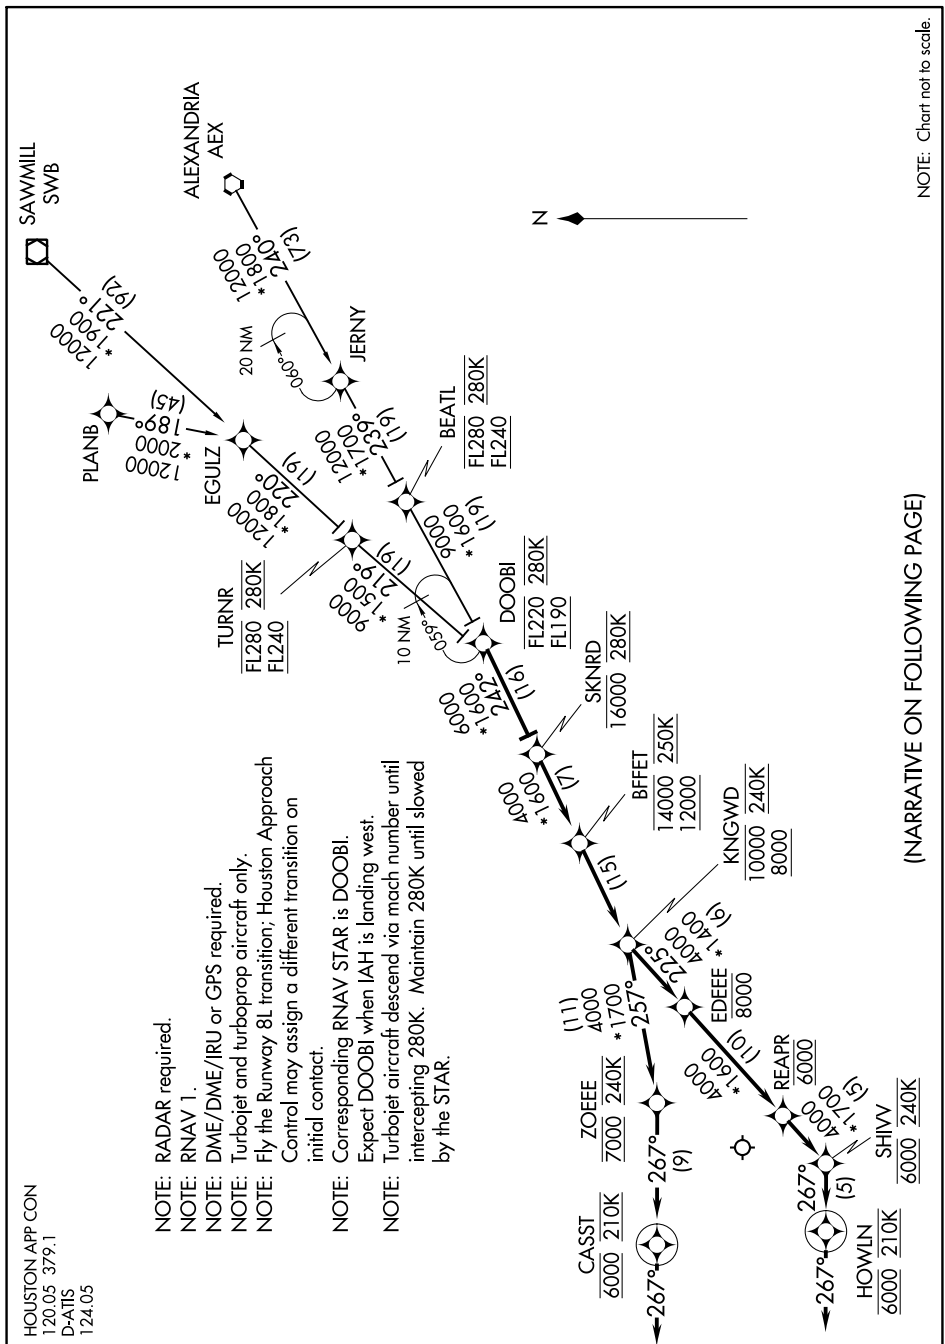 HOUSTON APP CON
120.05 379.1
D-ATIS
124.05
NOTE: RADAR required.
NOTE: RNAV 1.
NOTE: DME/DME/IRU or GPS required.
NOTE: Turbojet and turboprop aircraft only.
NOTE: Fly the Runway 8L transition; Houston Approach
Control may assign a different transition on
initial contact.
NOTE: Corresponding RNAV STAR is DOOBI.
Expect DOOBI when IAH is landing west.
NOTE: Turbojet aircraft descend via mach number until
intercepting 280K. Maintain 280K until slowed
by the STAR.
SAWMILL
SWB
12000
*1900
221°
(92)
PLANB
12000
*2000
189°
(45)
EGULZ
12000
*1800
220°
(19)
TURNR
FL280 280K
FL240
9000
*1500
219°
(19)
10 NM
059°
ALEXANDRIA
AEX
12000
*1800
240°
(73)
20 NM
060°
JERNY
12000
*1700
239°
(19)
BEATL
FL280 280K
FL240
9000
*1600
(19)
DOOBI
FL220 280K
FL190
6000
*1600
242°
(16)
SKNRD
16000 280K
4000
*1600
(7)
BFFET
14000 250K
12000
(15)
KNGWD
10000 240K
8000
(11)
4000
*1700
257°
ZOEEE
7000 240K
267°
(9)
CASST
6000 210K
267°
225°
4000
*1400
(6)
EDEEE
8000
4000
*1600
(10)
REAPR
6000
4000
*1700
(5)
SHIVV
6000 240K
267°
(5)
HOWLN
6000 210K
267°
N
(NARRATIVE ON FOLLOWING PAGE)
NOTE: Chart not to scale.